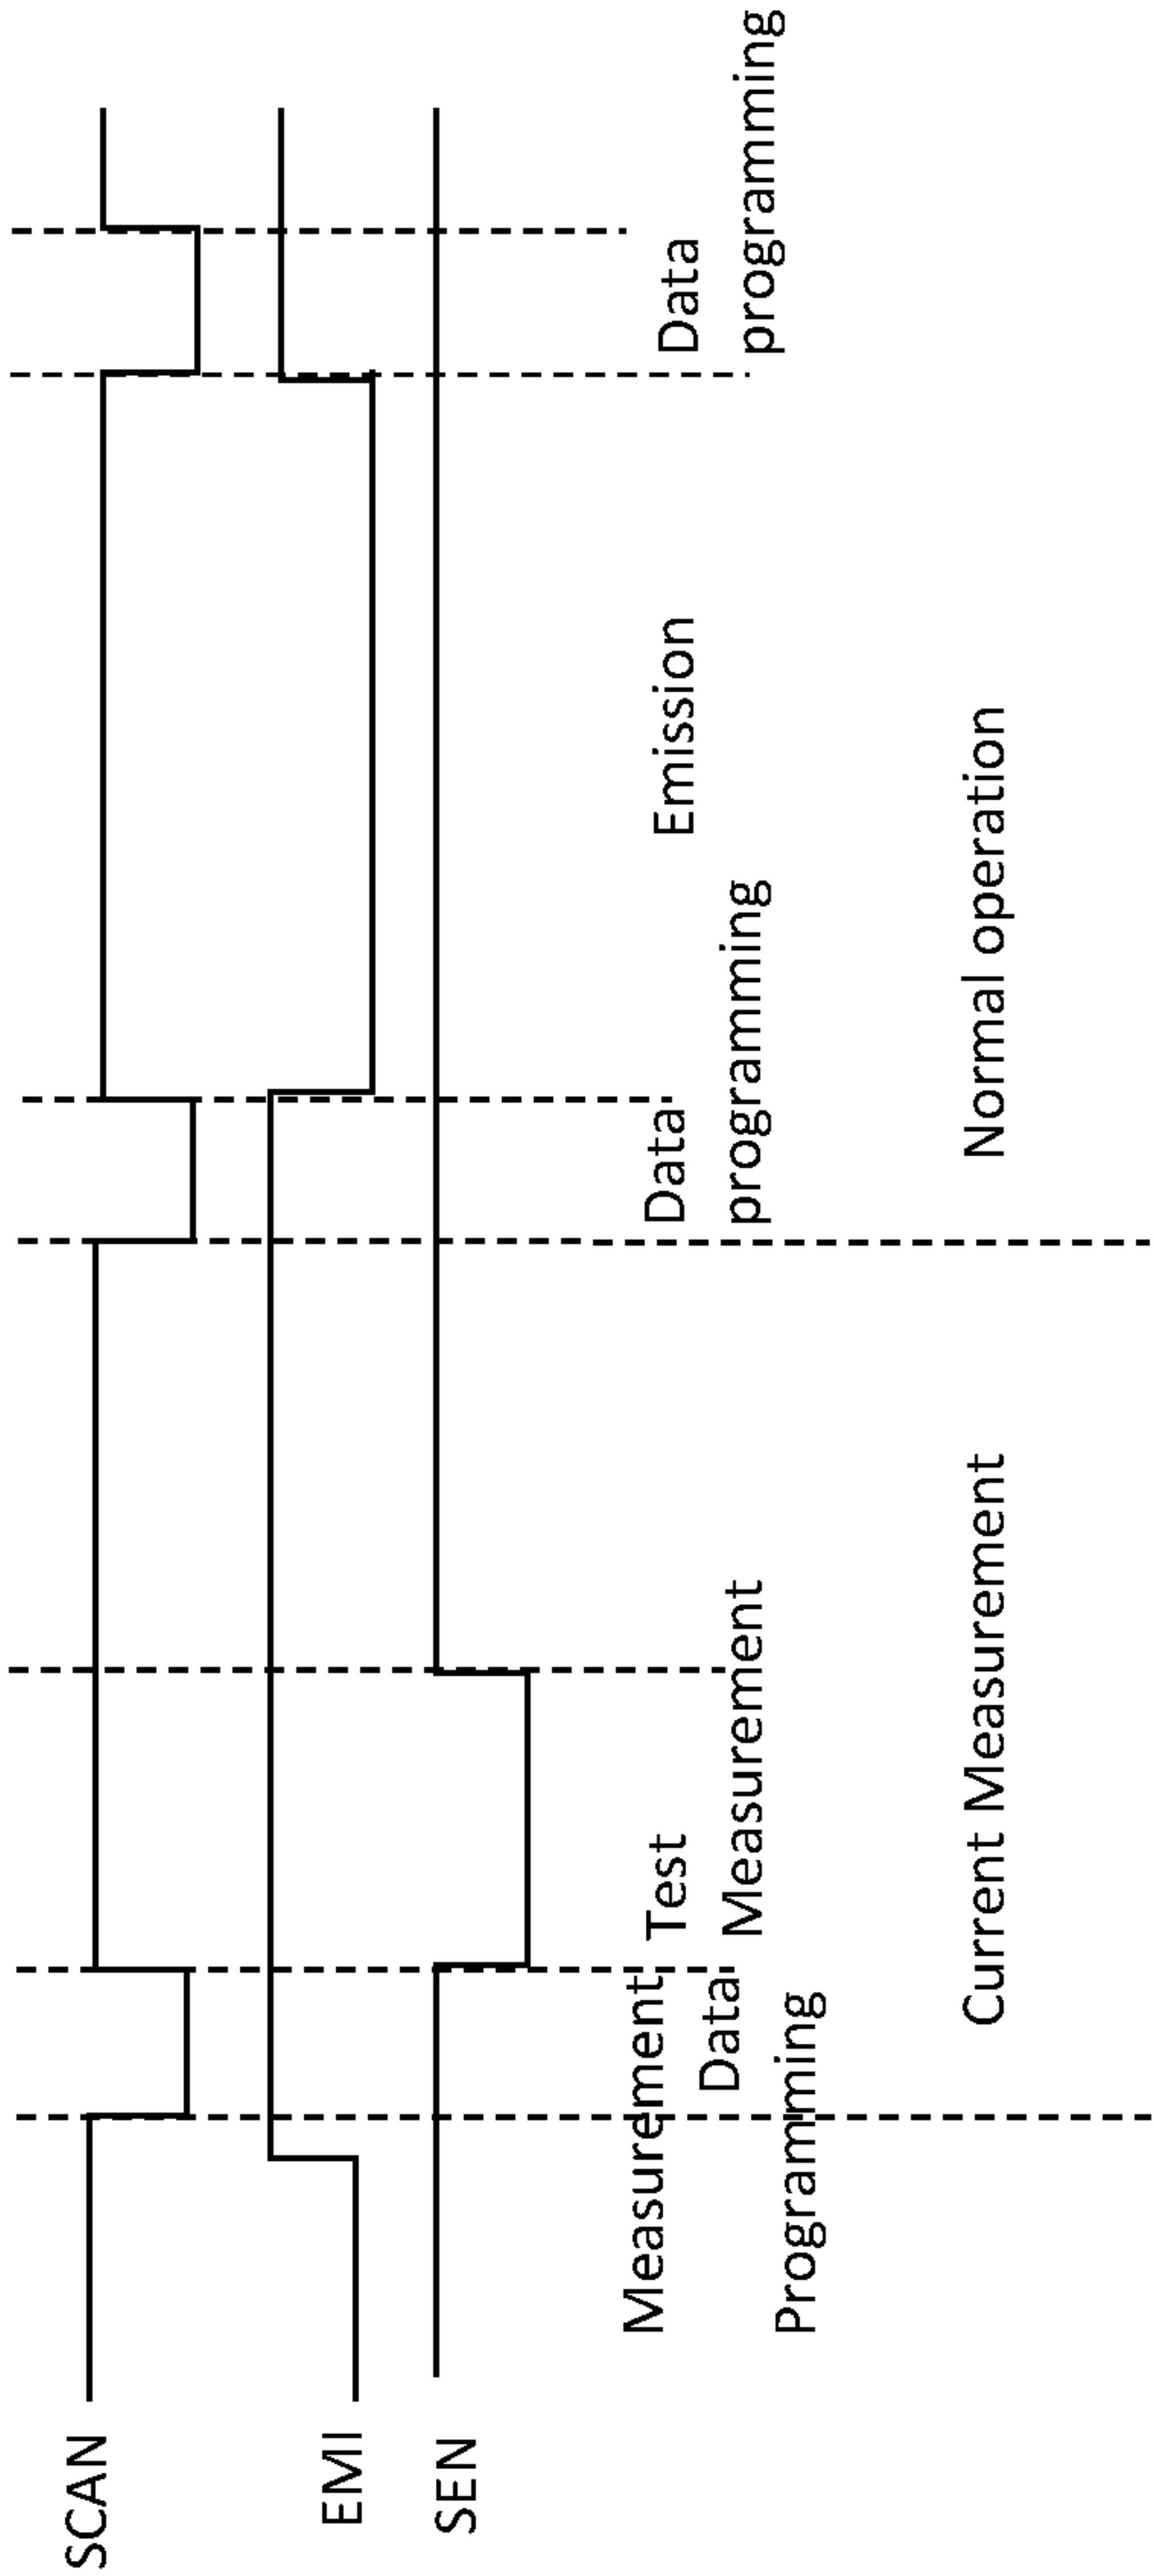 SCAN
EMI
SEN
Measurement
Data
Programming
Test
Measurement
Data
programming
Emission
Data
programming
Current Measurement
Normal operation